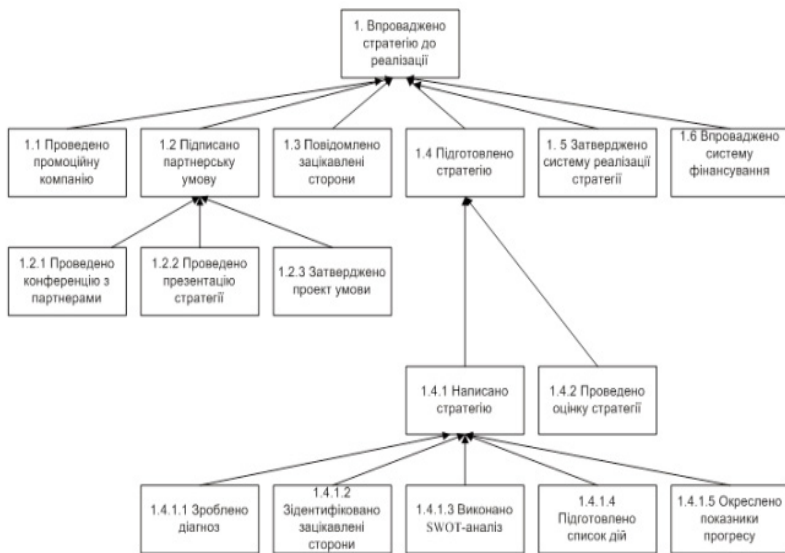 1. Впроваджено
стратегію до
реалізації
1.1 Проведено
промоційну
компанію
1.2 Підписано
партнерську
умову
1.3 Повідомлено
зацікавлені
сторони
1.4 Підготовлено
стратегію
1. 5 Затверджено
систему реалізації
стратегії
1.6 Впроваджено
систему
фінансування
1.2.1 Проведено
конференцію з
партнерами
1.2.2 Проведено
презентацію
стратегії
1.2.3 Затверджено
проект умови
1.4.1 Написано
стратегію
1.4.2 Проведено
оцінку стратегії
1.4.1.1 Зроблено
діагноз
1.4.1.2
Зідентифіковано
зацікавлені
сторони
1.4.1.3 Виконано
SWOT-аналіз
1.4.1.4
Підготовлено
список дій
1.4.1.5 Окреслено
показники
прогресу